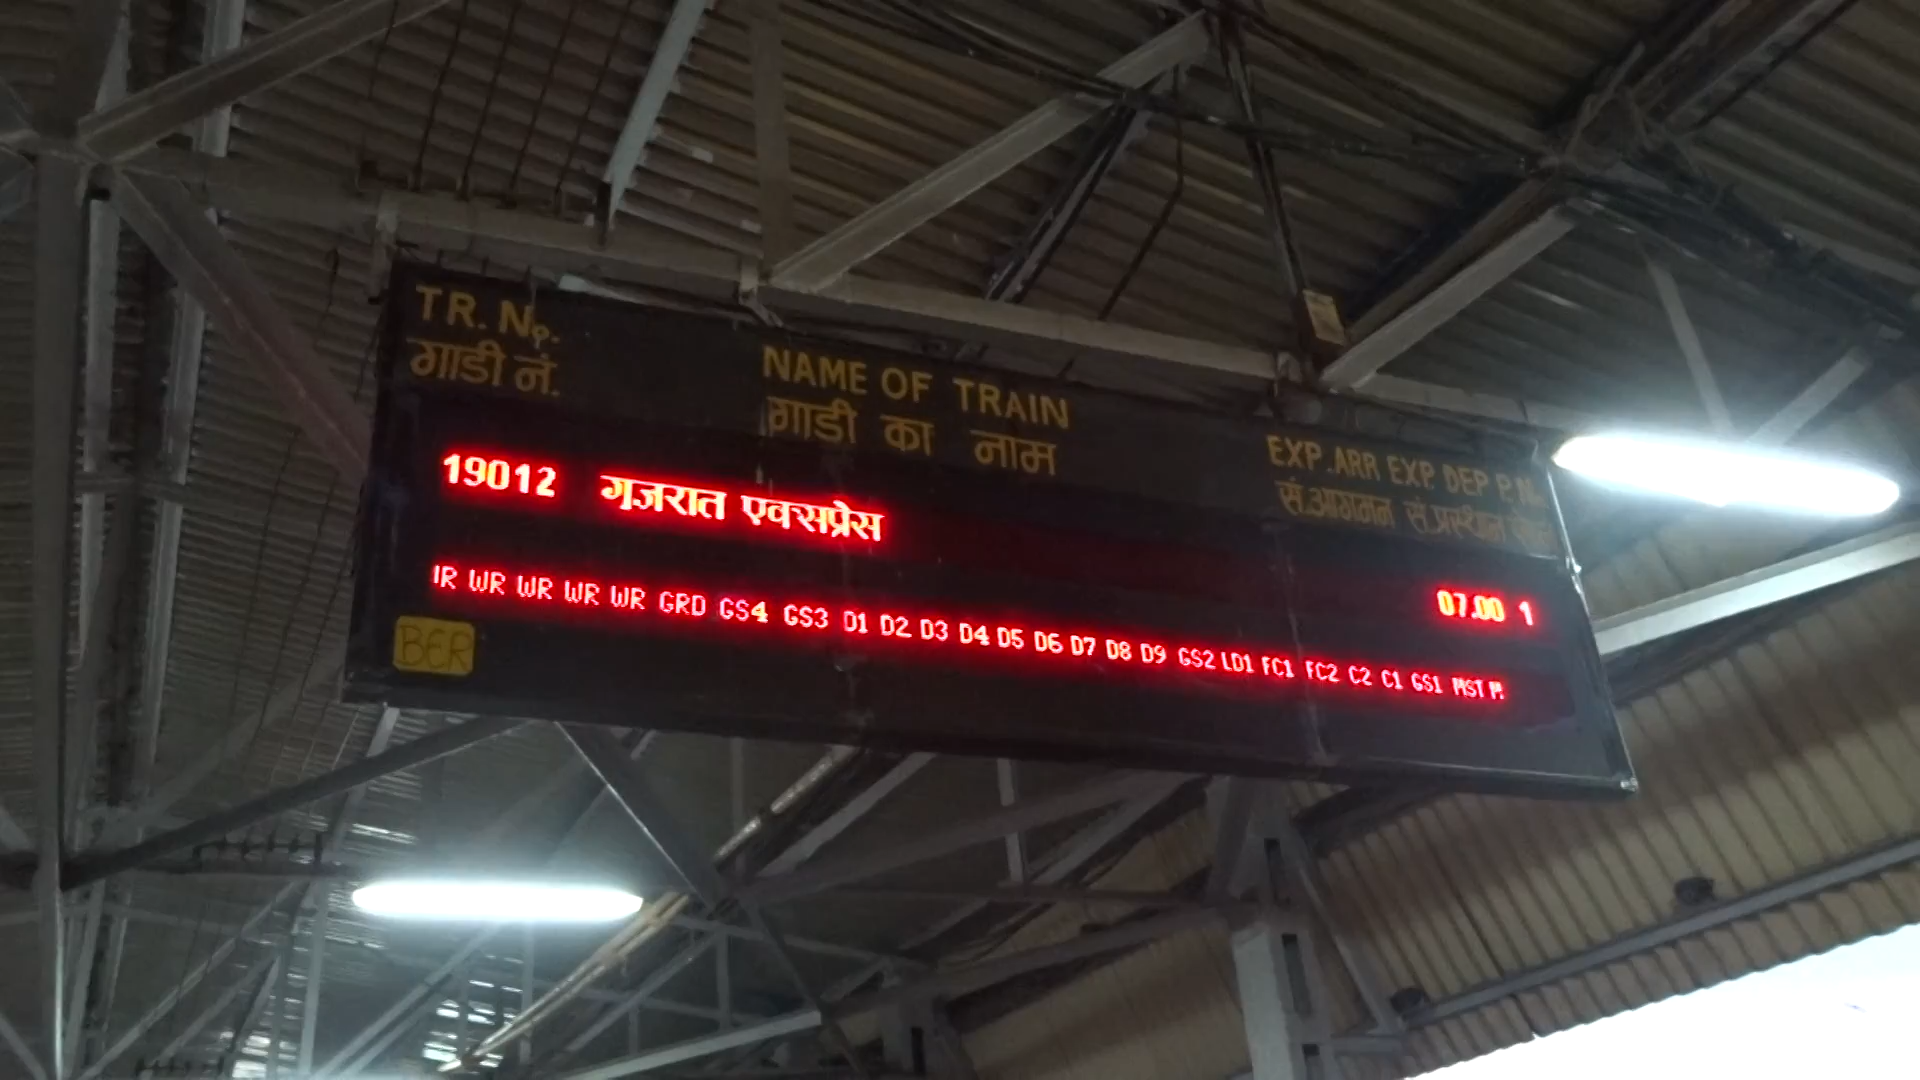 TR. No.
गाडी नं.
NAME OF TRAIN
गाडी का नाम
EXP. ARR EXP. DEP P. No
सं.आगमन सं.प्रस्थान
19012 गुजरात एक्सप्रेस
07.00 1
IR WR WR WR WR GRD GS4 GS3 D1 D2 D3 D4 D5 D6 D7 D8 D9 GS2 LD1 FC1 FC2 C2 C1 GS1 MST
BER